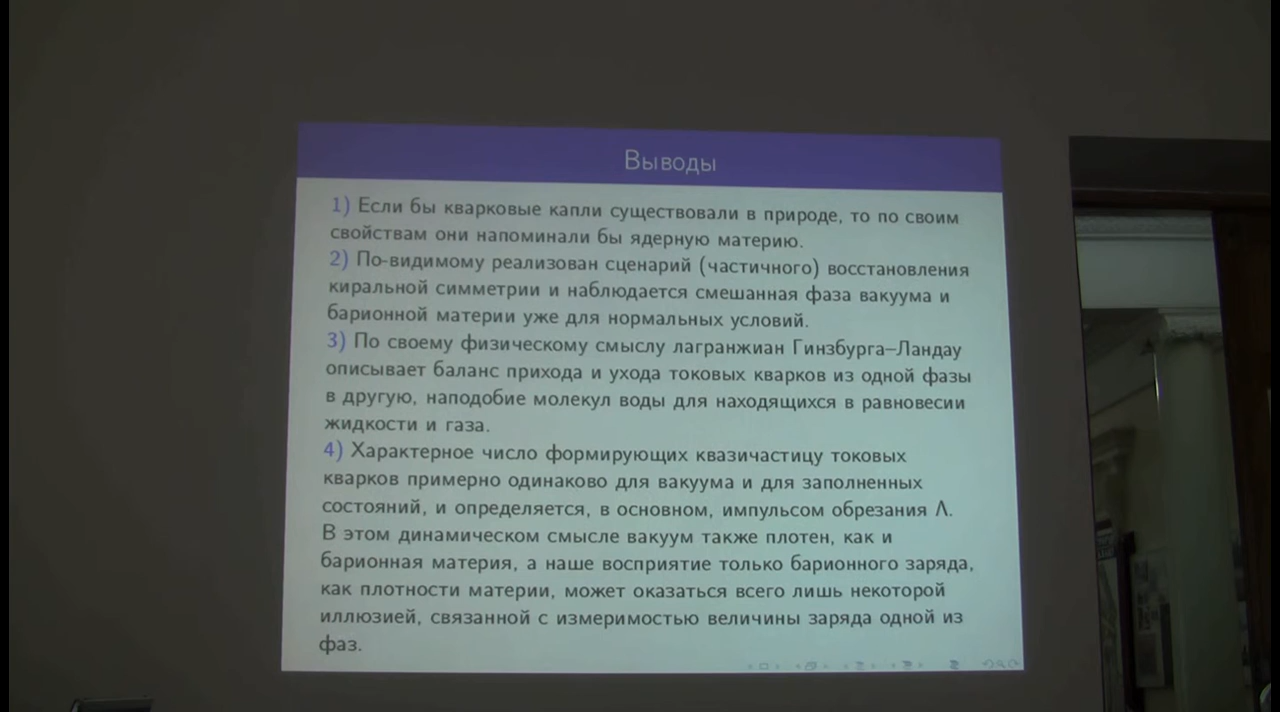 Выводы
1) Если бы кварковые капли существовали в природе, то по своим
свойствам они напоминали бы ядерную материю.
2) По-видимому реализован сценарий (частичного) восстановления
киральной симметрии и наблюдается смешанная фаза вакуума и
барионной материи уже для нормальных условий.
3) По своему физическому смыслу лагранжиан Гинзбурга–Ландау
описывает баланс прихода и ухода токовых кварков из одной фазы
в другую, наподобие молекул воды для находящихся в равновесии
жидкости и газа.
4) Характерное число формирующих квазичастицу токовых
кварков примерно одинаково для вакуума и для заполненных
состояний, и определяется, в основном, импульсом обрезания Λ.
В этом динамическом смысле вакуум также плотен, как и
барионная материя, а наше восприятие только барионного заряда,
как плотности материи, может оказаться всего лишь некоторой
иллюзией, связанной с измеримостью величины заряда одной из
фаз.